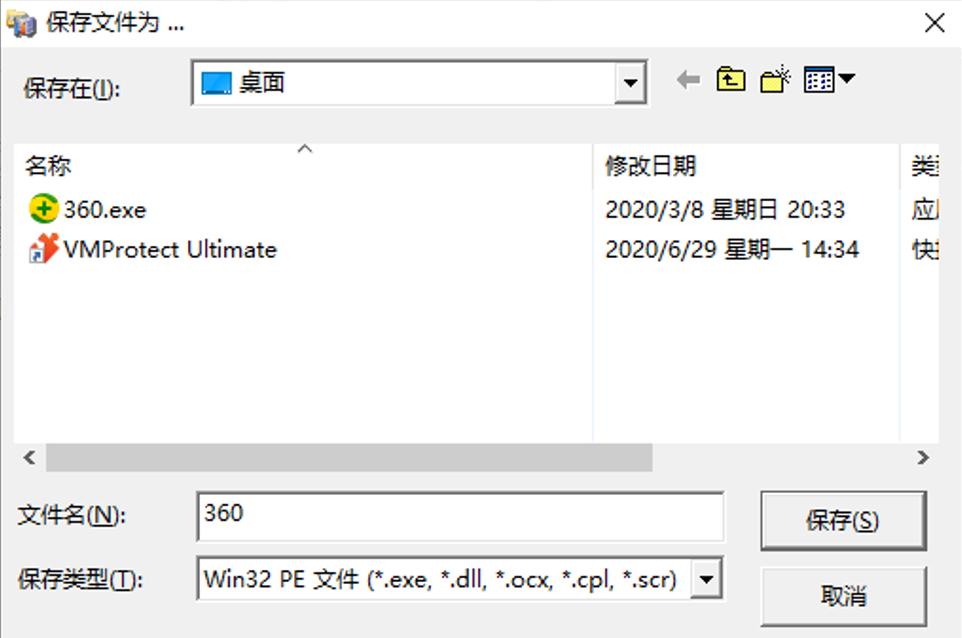 保存文件为 ...
保存在(I):
桌面
名称 修改日期 类型
360.exe 2020/3/8 星期日 20:33 应
VMProtect Ultimate 2020/6/29 星期一 14:34 快
文件名(N): 360 保存(S)
保存类型(T): Win32 PE 文件 (*.exe, *.dll, *.ocx, *.cpl, *.scr) 取消